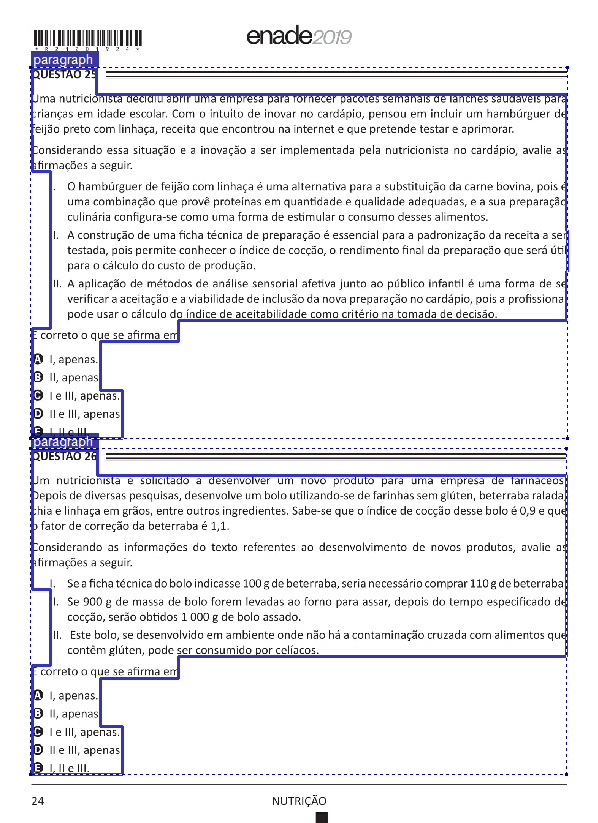 enade2019
*R2120192424*
paragraph
QUESTÃO 25
Uma nutricionista decidiu abrir uma empresa para fornecer pacotes semanais de lanches saudáveis para
crianças em idade escolar. Com o intuito de inovar no cardápio, pensou em incluir um hambúrguer de
feijão preto com linhaça, receita que encontrou na internet e que pretende testar e aprimorar.
Considerando essa situação e a inovação a ser implementada pela nutricionista no cardápio, avalie as
afirmações a seguir.
I. O hambúrguer de feijão com linhaça é uma alternativa para a substituição da carne bovina, pois é
uma combinação que provê proteínas em quantidade e qualidade adequadas, e a sua preparação
culinária configura-se como uma forma de estimular o consumo desses alimentos.
II. A construção de uma ficha técnica de preparação é essencial para a padronização da receita a ser
testada, pois permite conhecer o índice de cocção, o rendimento final da preparação que será útil
para o cálculo do custo de produção.
III. A aplicação de métodos de análise sensorial afetiva junto ao público infantil é uma forma de se
verificar a aceitação e a viabilidade de inclusão da nova preparação no cardápio, pois a profissional
pode usar o cálculo do índice de aceitabilidade como critério na tomada de decisão.
É correto o que se afirma em
A I, apenas.
B II, apenas.
C I e III, apenas.
D II e III, apenas.
E I, II e III.
paragraph
QUESTÃO 26
Um nutricionista é solicitado a desenvolver um novo produto para uma empresa de farináceos.
Depois de diversas pesquisas, desenvolve um bolo utilizando-se de farinhas sem glúten, beterraba ralada,
chia e linhaça em grãos, entre outros ingredientes. Sabe-se que o índice de cocção desse bolo é 0,9 e que
o fator de correção da beterraba é 1,1.
Considerando as informações do texto referentes ao desenvolvimento de novos produtos, avalie as
afirmações a seguir.
I. Se a ficha técnica do bolo indicasse 100 g de beterraba, seria necessário comprar 110 g de beterraba.
II. Se 900 g de massa de bolo forem levadas ao forno para assar, depois do tempo especificado de
cocção, serão obtidos 1 000 g de bolo assado.
III. Este bolo, se desenvolvido em ambiente onde não há a contaminação cruzada com alimentos que
contêm glúten, pode ser consumido por celíacos.
É correto o que se afirma em
A I, apenas.
B II, apenas.
C I e III, apenas.
D II e III, apenas.
E I, II e III.
24 NUTRIÇÃO